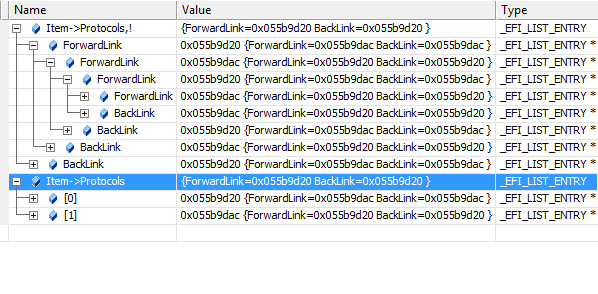 Name Value Type
Item->Protocols,! {ForwardLink=0x055b9d20 BackLink=0x055b9d20 } _EFI_LIST_ENTRY
ForwardLink 0x055b9d20 {ForwardLink=0x055b9dac BackLink=0x055b9dac } _EFI_LIST_ENTRY *
ForwardLink 0x055b9dac {ForwardLink=0x055b9d20 BackLink=0x055b9d20 } _EFI_LIST_ENTRY *
ForwardLink 0x055b9d20 {ForwardLink=0x055b9dac BackLink=0x055b9dac } _EFI_LIST_ENTRY *
ForwardLink 0x055b9dac {ForwardLink=0x055b9d20 BackLink=0x055b9d20 } _EFI_LIST_ENTRY *
BackLink 0x055b9dac {ForwardLink=0x055b9d20 BackLink=0x055b9d20 } _EFI_LIST_ENTRY *
BackLink 0x055b9d20 {ForwardLink=0x055b9dac BackLink=0x055b9dac } _EFI_LIST_ENTRY *
BackLink 0x055b9dac {ForwardLink=0x055b9d20 BackLink=0x055b9d20 } _EFI_LIST_ENTRY *
BackLink 0x055b9d20 {ForwardLink=0x055b9dac BackLink=0x055b9dac } _EFI_LIST_ENTRY *
Item->Protocols {ForwardLink=0x055b9d20 BackLink=0x055b9d20 } _EFI_LIST_ENTRY
[0] 0x055b9d20 {ForwardLink=0x055b9dac BackLink=0x055b9dac } _EFI_LIST_ENTRY *
[1] 0x055b9dac {ForwardLink=0x055b9d20 BackLink=0x055b9d20 } _EFI_LIST_ENTRY *